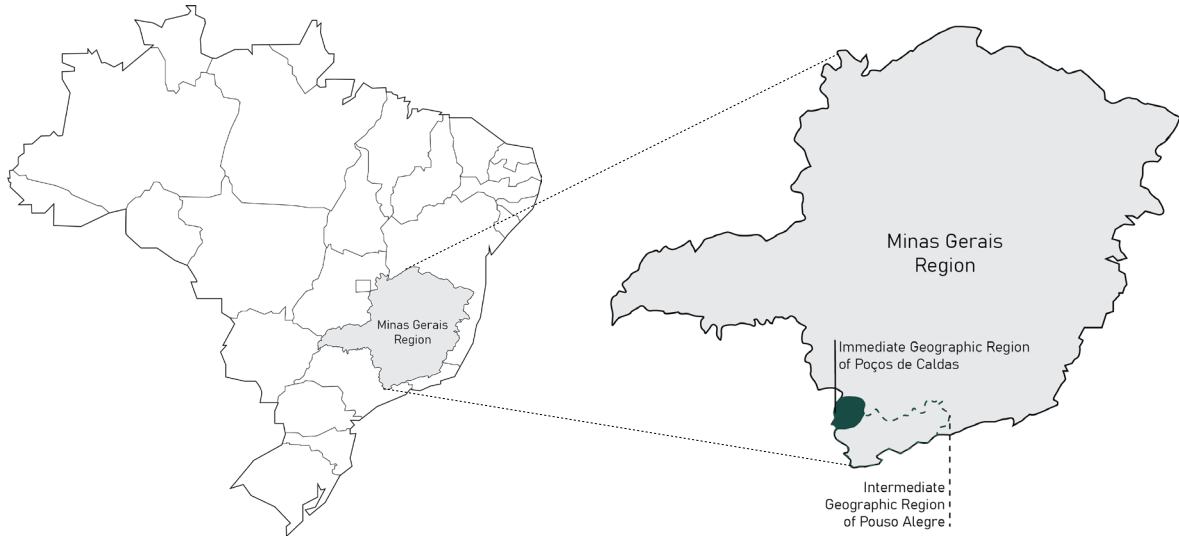 Minas Gerais
Region
Minas Gerais
Region
Immediate Geographic Region
of Poços de Caldas
Intermediate
Geographic Region
of Pouso Alegre